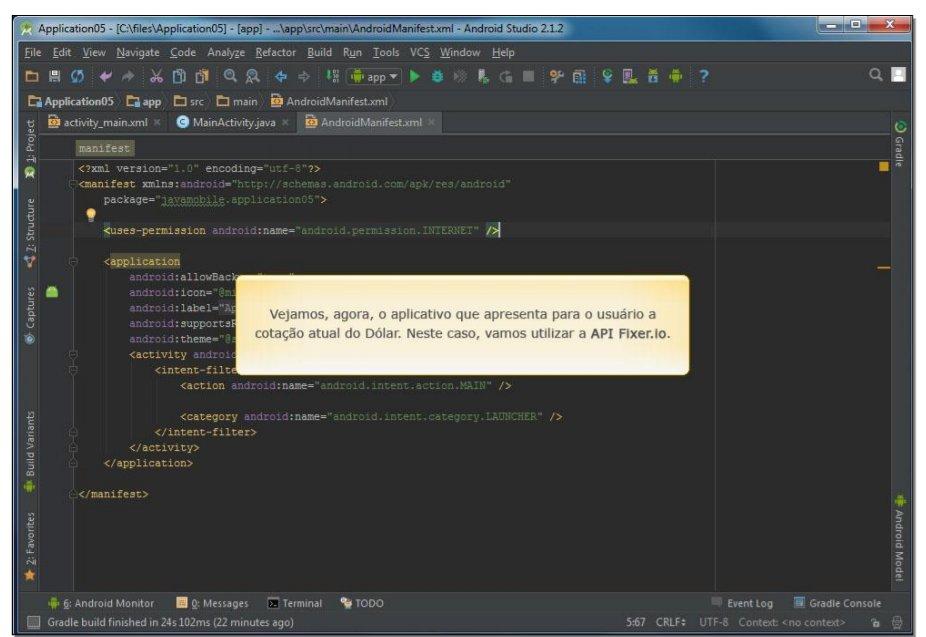 Application05 - [C:\files\Application05] - [app] - ...\app\src\main\AndroidManifest.xml - Android Studio 2.1.2
File Edit View Navigate Code Analyze Refactor Build Run Tools VCS Window Help
app
Application05 app src main AndroidManifest.xml
activity_main.xml MainActivity.java AndroidManifest.xml
manifest
<?xml version="1.0" encoding="utf-8"?>
<manifest xmlns:android="http://schemas.android.com/apk/res/android"
package="javamobile.application05">
<uses-permission android:name="android.permission.INTERNET" />
<application
android:allowBack
android:icon="@mi
android:label="Ap
android:supportsR
android:theme="@s
<activity android
<intent-filte
<action android:name="android.intent.action.MAIN" />
<category android:name="android.intent.category.LAUNCHER" />
</intent-filter>
</activity>
</application>
</manifest>
Vejamos, agora, o aplicativo que apresenta para o usuário a
cotação atual do Dólar. Neste caso, vamos utilizar a API Fixer.io.
1: Project
7: Structure
Captures
Build Variants
2: Favorites
Gradle
Android Model
6: Android Monitor 0: Messages Terminal TODO Event Log Gradle Console
Gradle build finished in 24s 102ms (22 minutes ago) 5:67 CRLF UTF-8 Context: <no context>